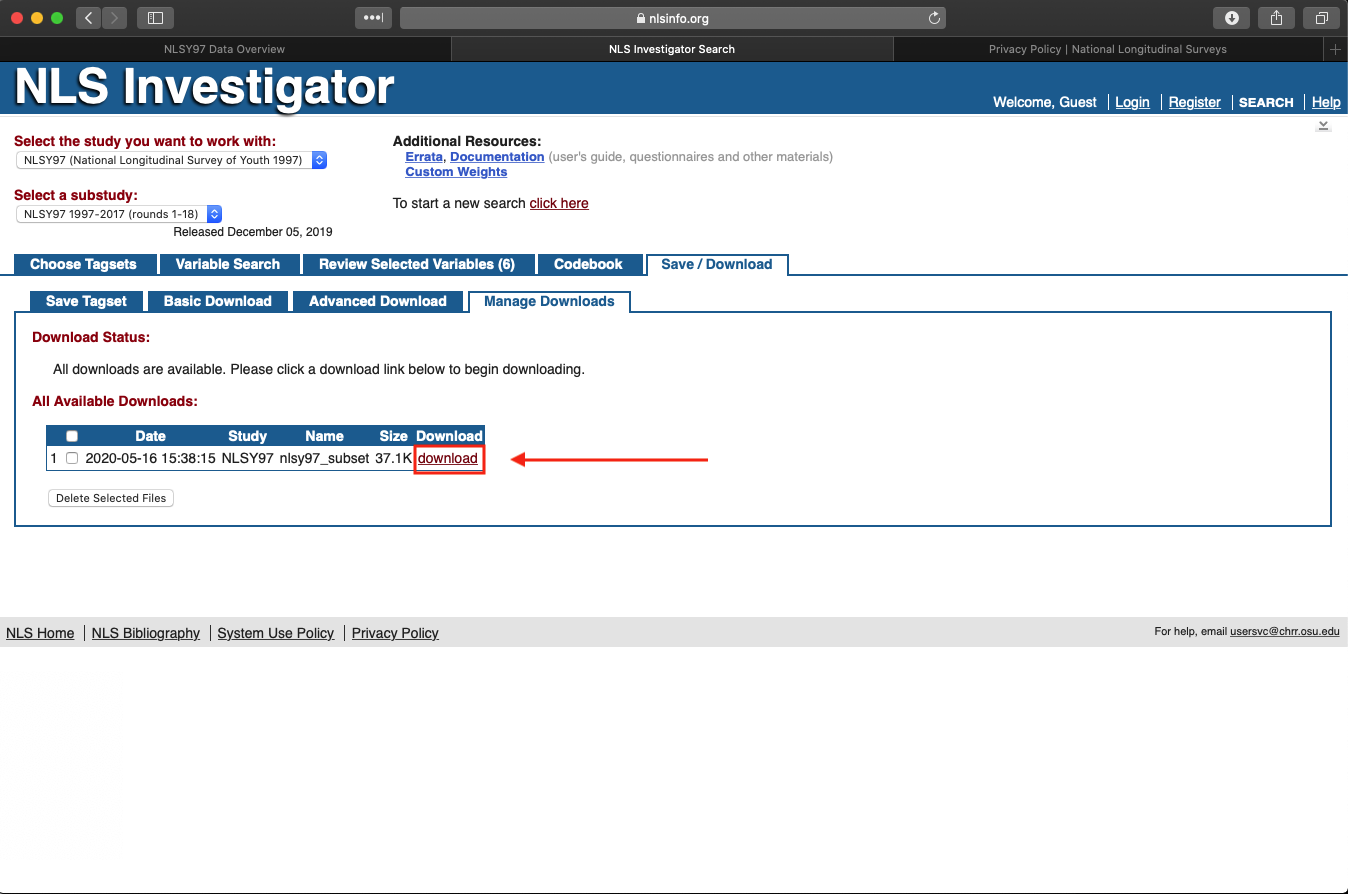 nlsinfo.org
NLSY97 Data Overview
NLS Investigator Search
Privacy Policy | National Longitudinal Surveys
NLS Investigator
Welcome, Guest | Login | Register | SEARCH | Help
Select the study you want to work with:
NLSY97 (National Longitudinal Survey of Youth 1997)
Select a substudy:
NLSY97 1997-2017 (rounds 1-18)
Released December 05, 2019
Additional Resources:
Errata, Documentation (user's guide, questionnaires and other materials)
Custom Weights
To start a new search click here
Choose Tagsets Variable Search Review Selected Variables (6) Codebook Save / Download
Save Tagset Basic Download Advanced Download Manage Downloads
Download Status:
All downloads are available. Please click a download link below to begin downloading.
All Available Downloads:
Date Study Name Size Download
1 2020-05-16 15:38:15 NLSY97 nlsy97_subset 37.1K download
Delete Selected Files
NLS Home | NLS Bibliography | System Use Policy | Privacy Policy
For help, email usersvc@chrr.osu.edu